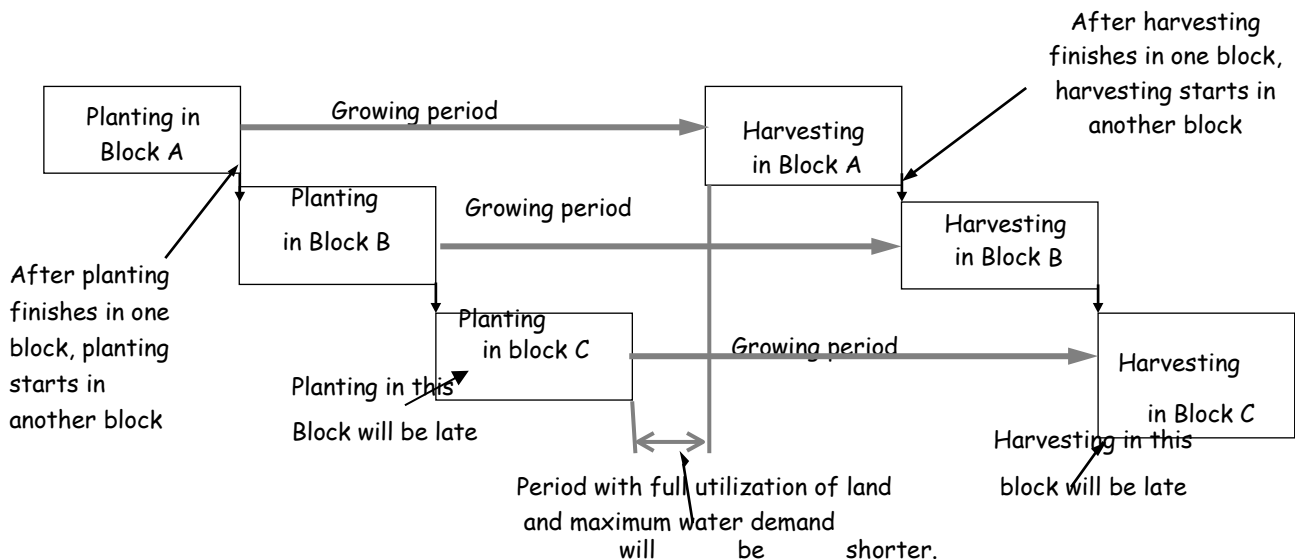 After harvesting
finishes in one block,
harvesting starts in
another block
Planting in
Block A
Growing period
Harvesting
in Block A
Planting
in Block B
Growing period
Harvesting
in Block B
After planting
finishes in one
block, planting
starts in
another block
Planting
in block C
Growing period
Harvesting
in Block C
Planting in this
Block will be late
Harvesting in this
block will be late
Period with full utilization of land
and maximum water demand
will be shorter.